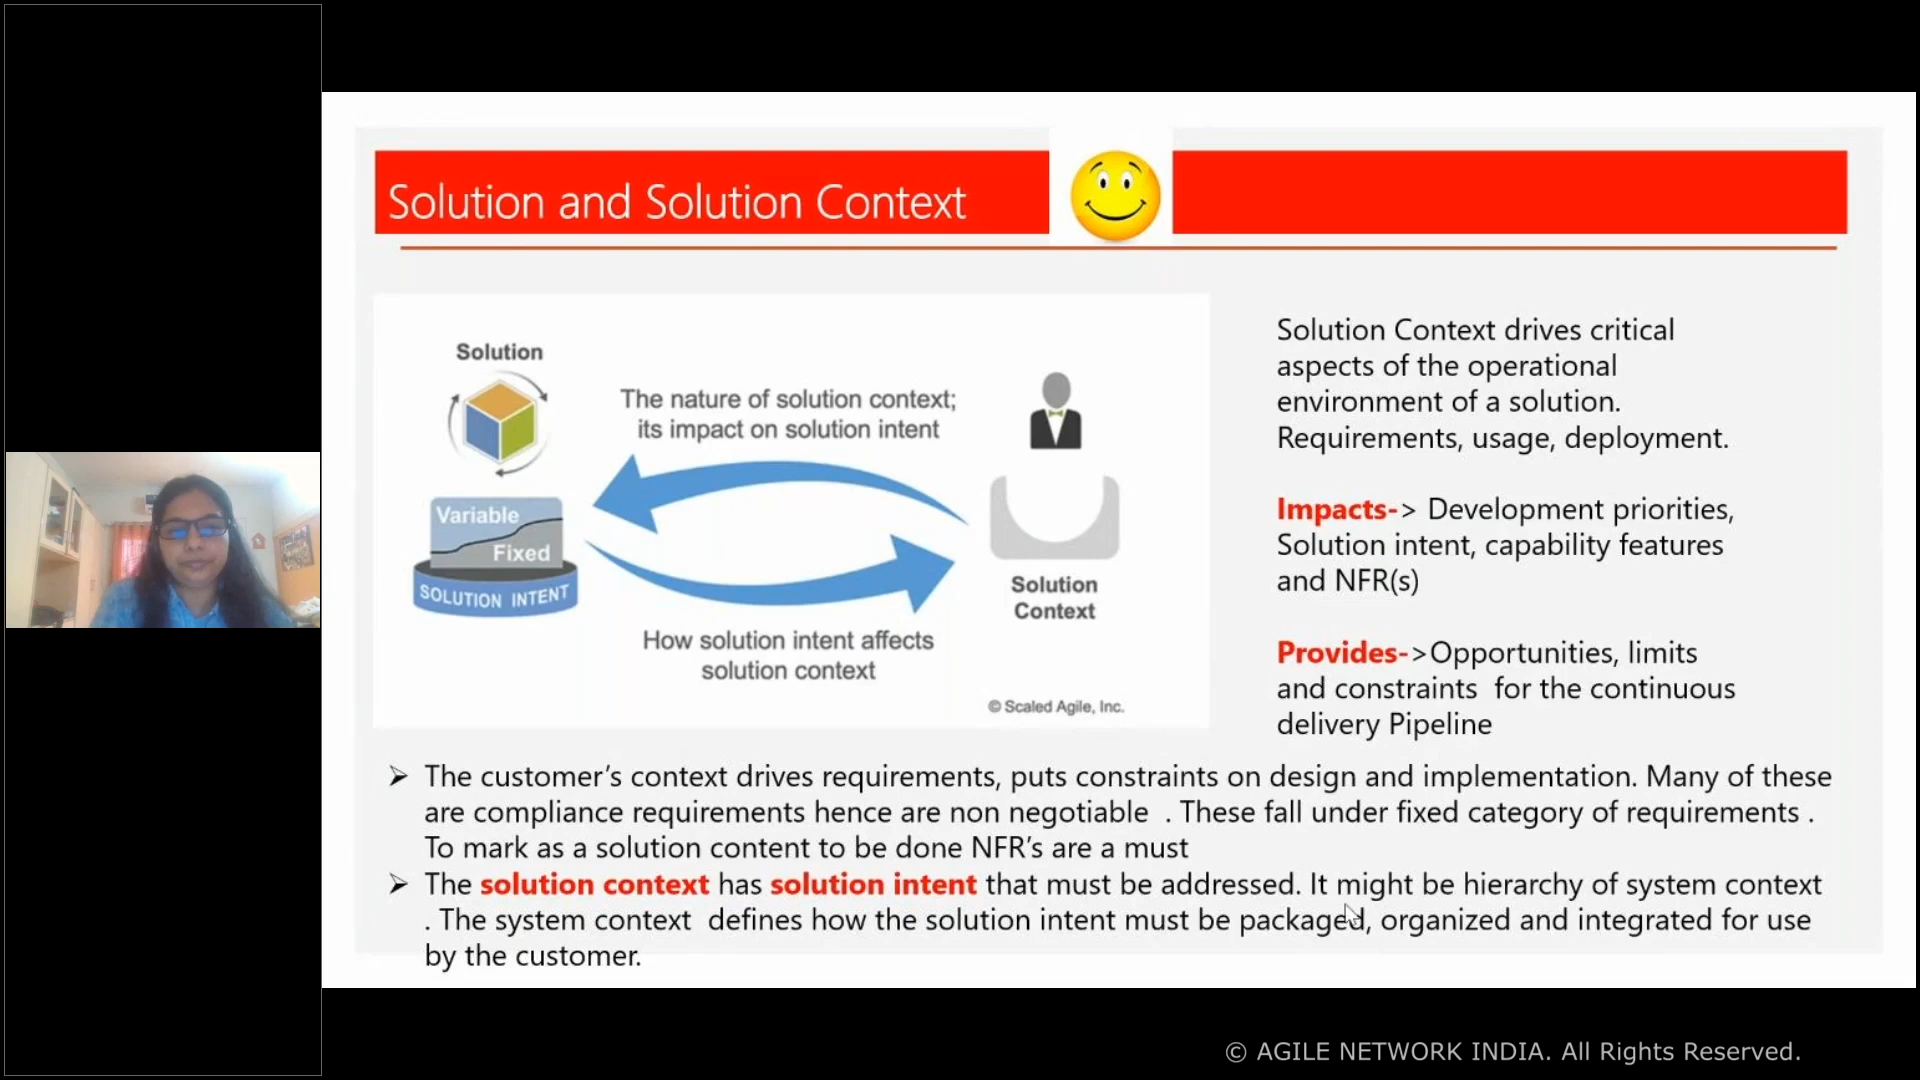 Solution and Solution Context
Solution
The nature of solution context;
its impact on solution intent
Variable
Fixed
SOLUTION INTENT
Solution
Context
How solution intent affects
solution context
© Scaled Agile, Inc.
Solution Context drives critical
aspects of the operational
environment of a solution.
Requirements, usage, deployment.
Impacts-> Development priorities,
Solution intent, capability features
and NFR(s)
Provides->Opportunities, limits
and constraints for the continuous
delivery Pipeline
➢ The customer’s context drives requirements, puts constraints on design and implementation. Many of these
are compliance requirements hence are non negotiable . These fall under fixed category of requirements .
To mark as a solution content to be done NFR’s are a must
➢ The solution context has solution intent that must be addressed. It might be hierarchy of system context
. The system context defines how the solution intent must be packaged, organized and integrated for use
by the customer.
© AGILE NETWORK INDIA. All Rights Reserved.